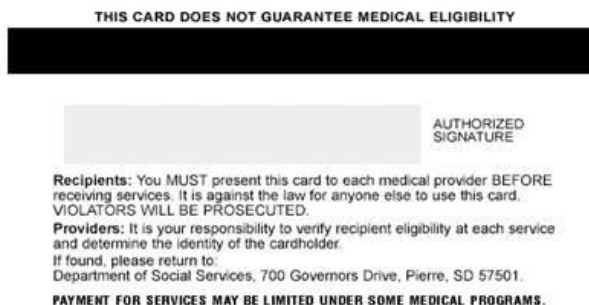 THIS CARD DOES NOT GUARANTEE MEDICAL ELIGIBILITY
AUTHORIZED
SIGNATURE
Recipients: You MUST present this card to each medical provider BEFORE
receiving services. It is against the law for anyone else to use this card.
VIOLATORS WILL BE PROSECUTED.
Providers: It is your responsibility to verify recipient eligibility at each service
and determine the identity of the cardholder.
If found, please return to:
Department of Social Services, 700 Governors Drive, Pierre, SD 57501.
PAYMENT FOR SERVICES MAY BE LIMITED UNDER SOME MEDICAL PROGRAMS.